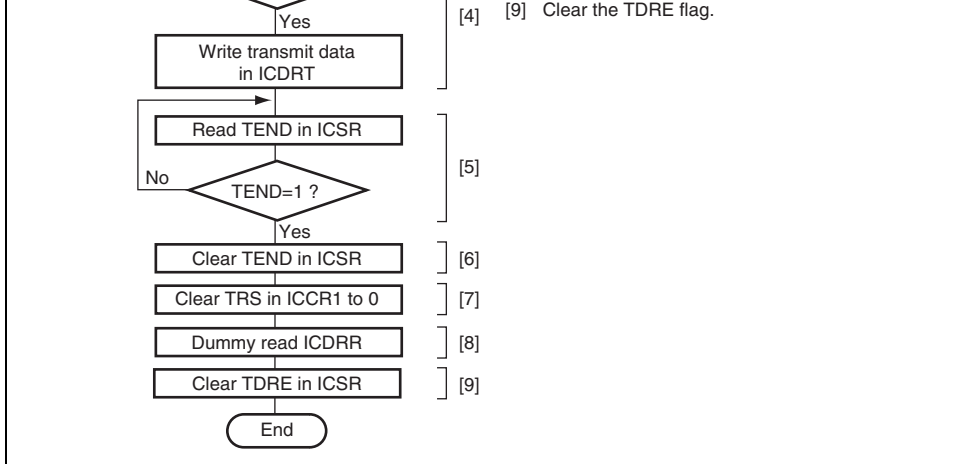 Yes
[4] [9] Clear the TDRE flag.
Write transmit data
in ICDRT
Read TEND in ICSR
[5]
No
TEND=1 ?
Yes
Clear TEND in ICSR
[6]
Clear TRS in ICCR1 to 0
[7]
Dummy read ICDRR
[8]
Clear TDRE in ICSR
[9]
End